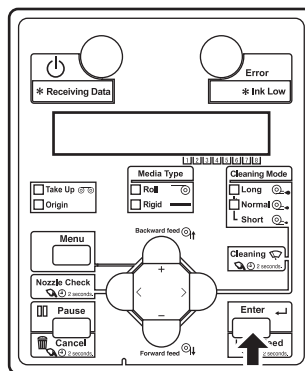 Error
* Receiving Data
* Ink Low
1 2 3 4 5 6 7 8
Media Type
Cleaning Mode
Take Up
Origin
Roll
Rigid
Long
Normal
Short
Menu
Backward feed
Cleaning
2 seconds.
Nozzle Check
2 seconds.
+
< >
−
Pause
Enter
Cancel
2 seconds.
Forward feed
2 seconds.